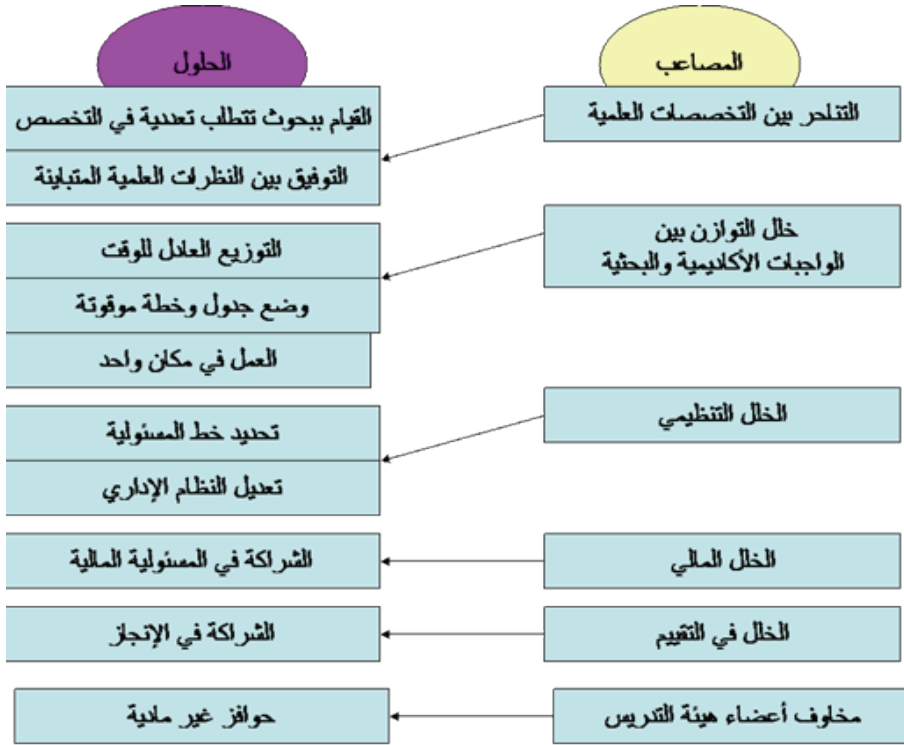 المصاعب
الحلول
التناحر بين التخصصات العلمية
القيام ببحوث تتطلب تعددية في التخصص
التوفيق بين النظرات العلمية المتباينة
خلل التوازن بين
الواجبات الأكاديمية والبحثية
التوزيع العادل للوقت
وضع جدول وخطة موقوتة
العمل في مكان واحد
الخلل التنظيمي
تحديد خط المسئولية
تعديل النظام الإداري
الخلل المالي
الشراكة في المسئولية المالية
الخلل في التقييم
الشراكة في الإنجاز
مخاوف أعضاء هيئة التدريس
حوافز غير مادية